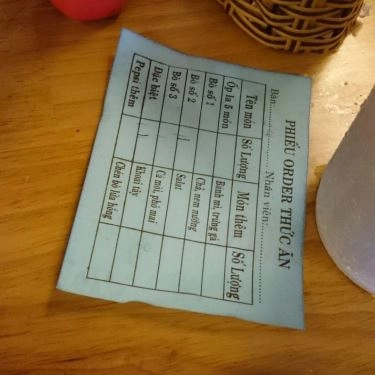 PHIẾU ORDER THỨC ĂN
Bàn:............ Nhân viên:............
Tên món Số Lượng Món thêm Số Lượng
Ốp la 5 món Bánh mì, trứng gà
Bò số 1 Chả, nem nướng
Bò số 2 Salat
Bò số 3 Cá mòi, phô mai
Đặc biệt Khoai tây
Pepsi thêm Chén bò lửa hồng